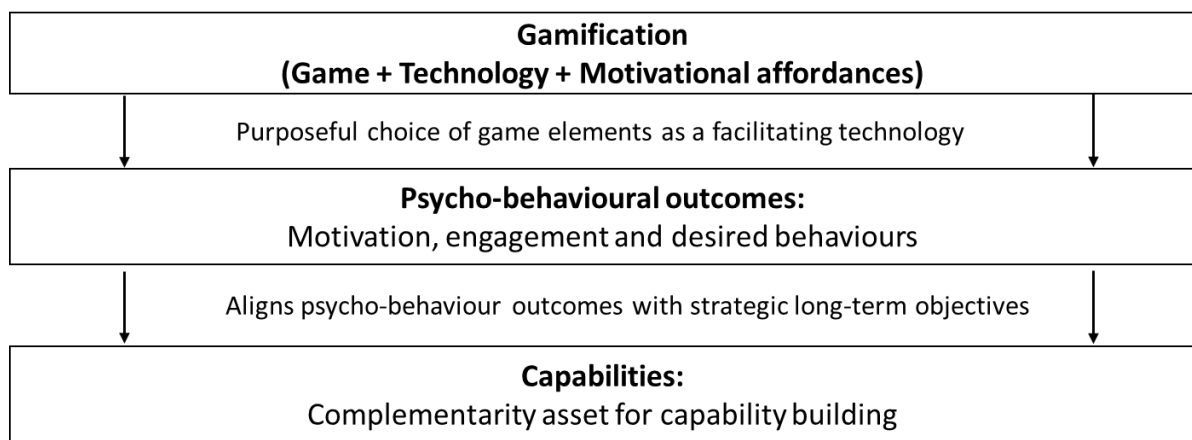 Gamification
(Game + Technology + Motivational affordances)
Purposeful choice of game elements as a facilitating technology
Psycho-behavioural outcomes:
Motivation, engagement and desired behaviours
Aligns psycho-behaviour outcomes with strategic long-term objectives
Capabilities:
Complementarity asset for capability building